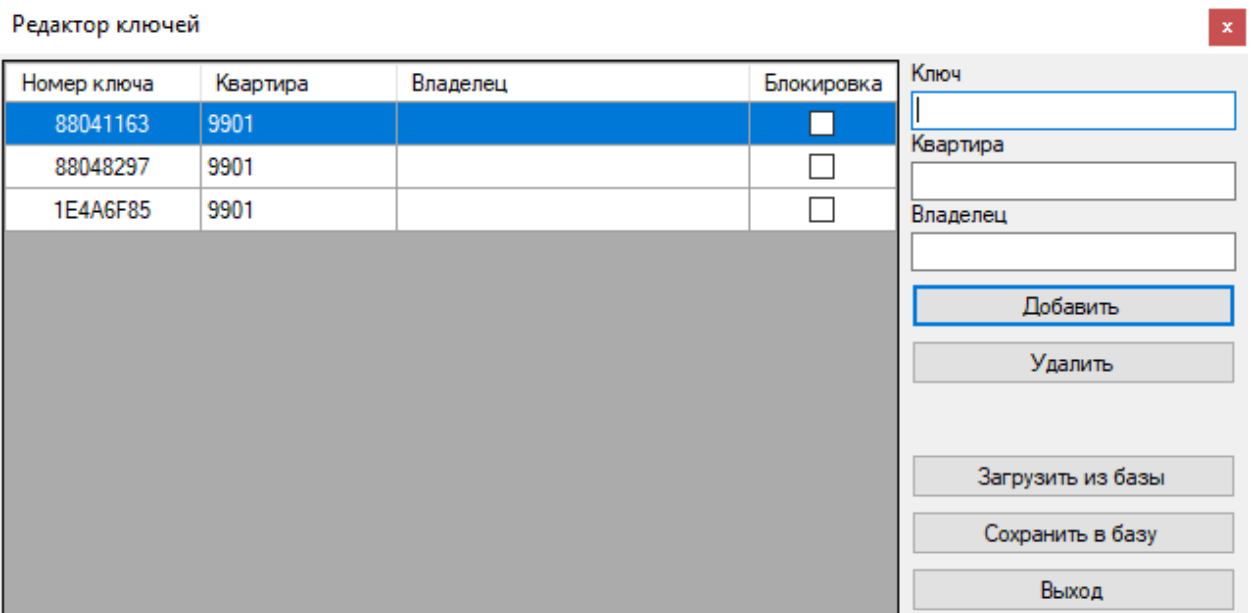 Редактор ключей
x
Номер ключа Квартира Владелец Блокировка
88041163 9901
88048297 9901
1E4A6F85 9901
Ключ
Квартира
Владелец
Добавить
Удалить
Загрузить из базы
Сохранить в базу
Выход